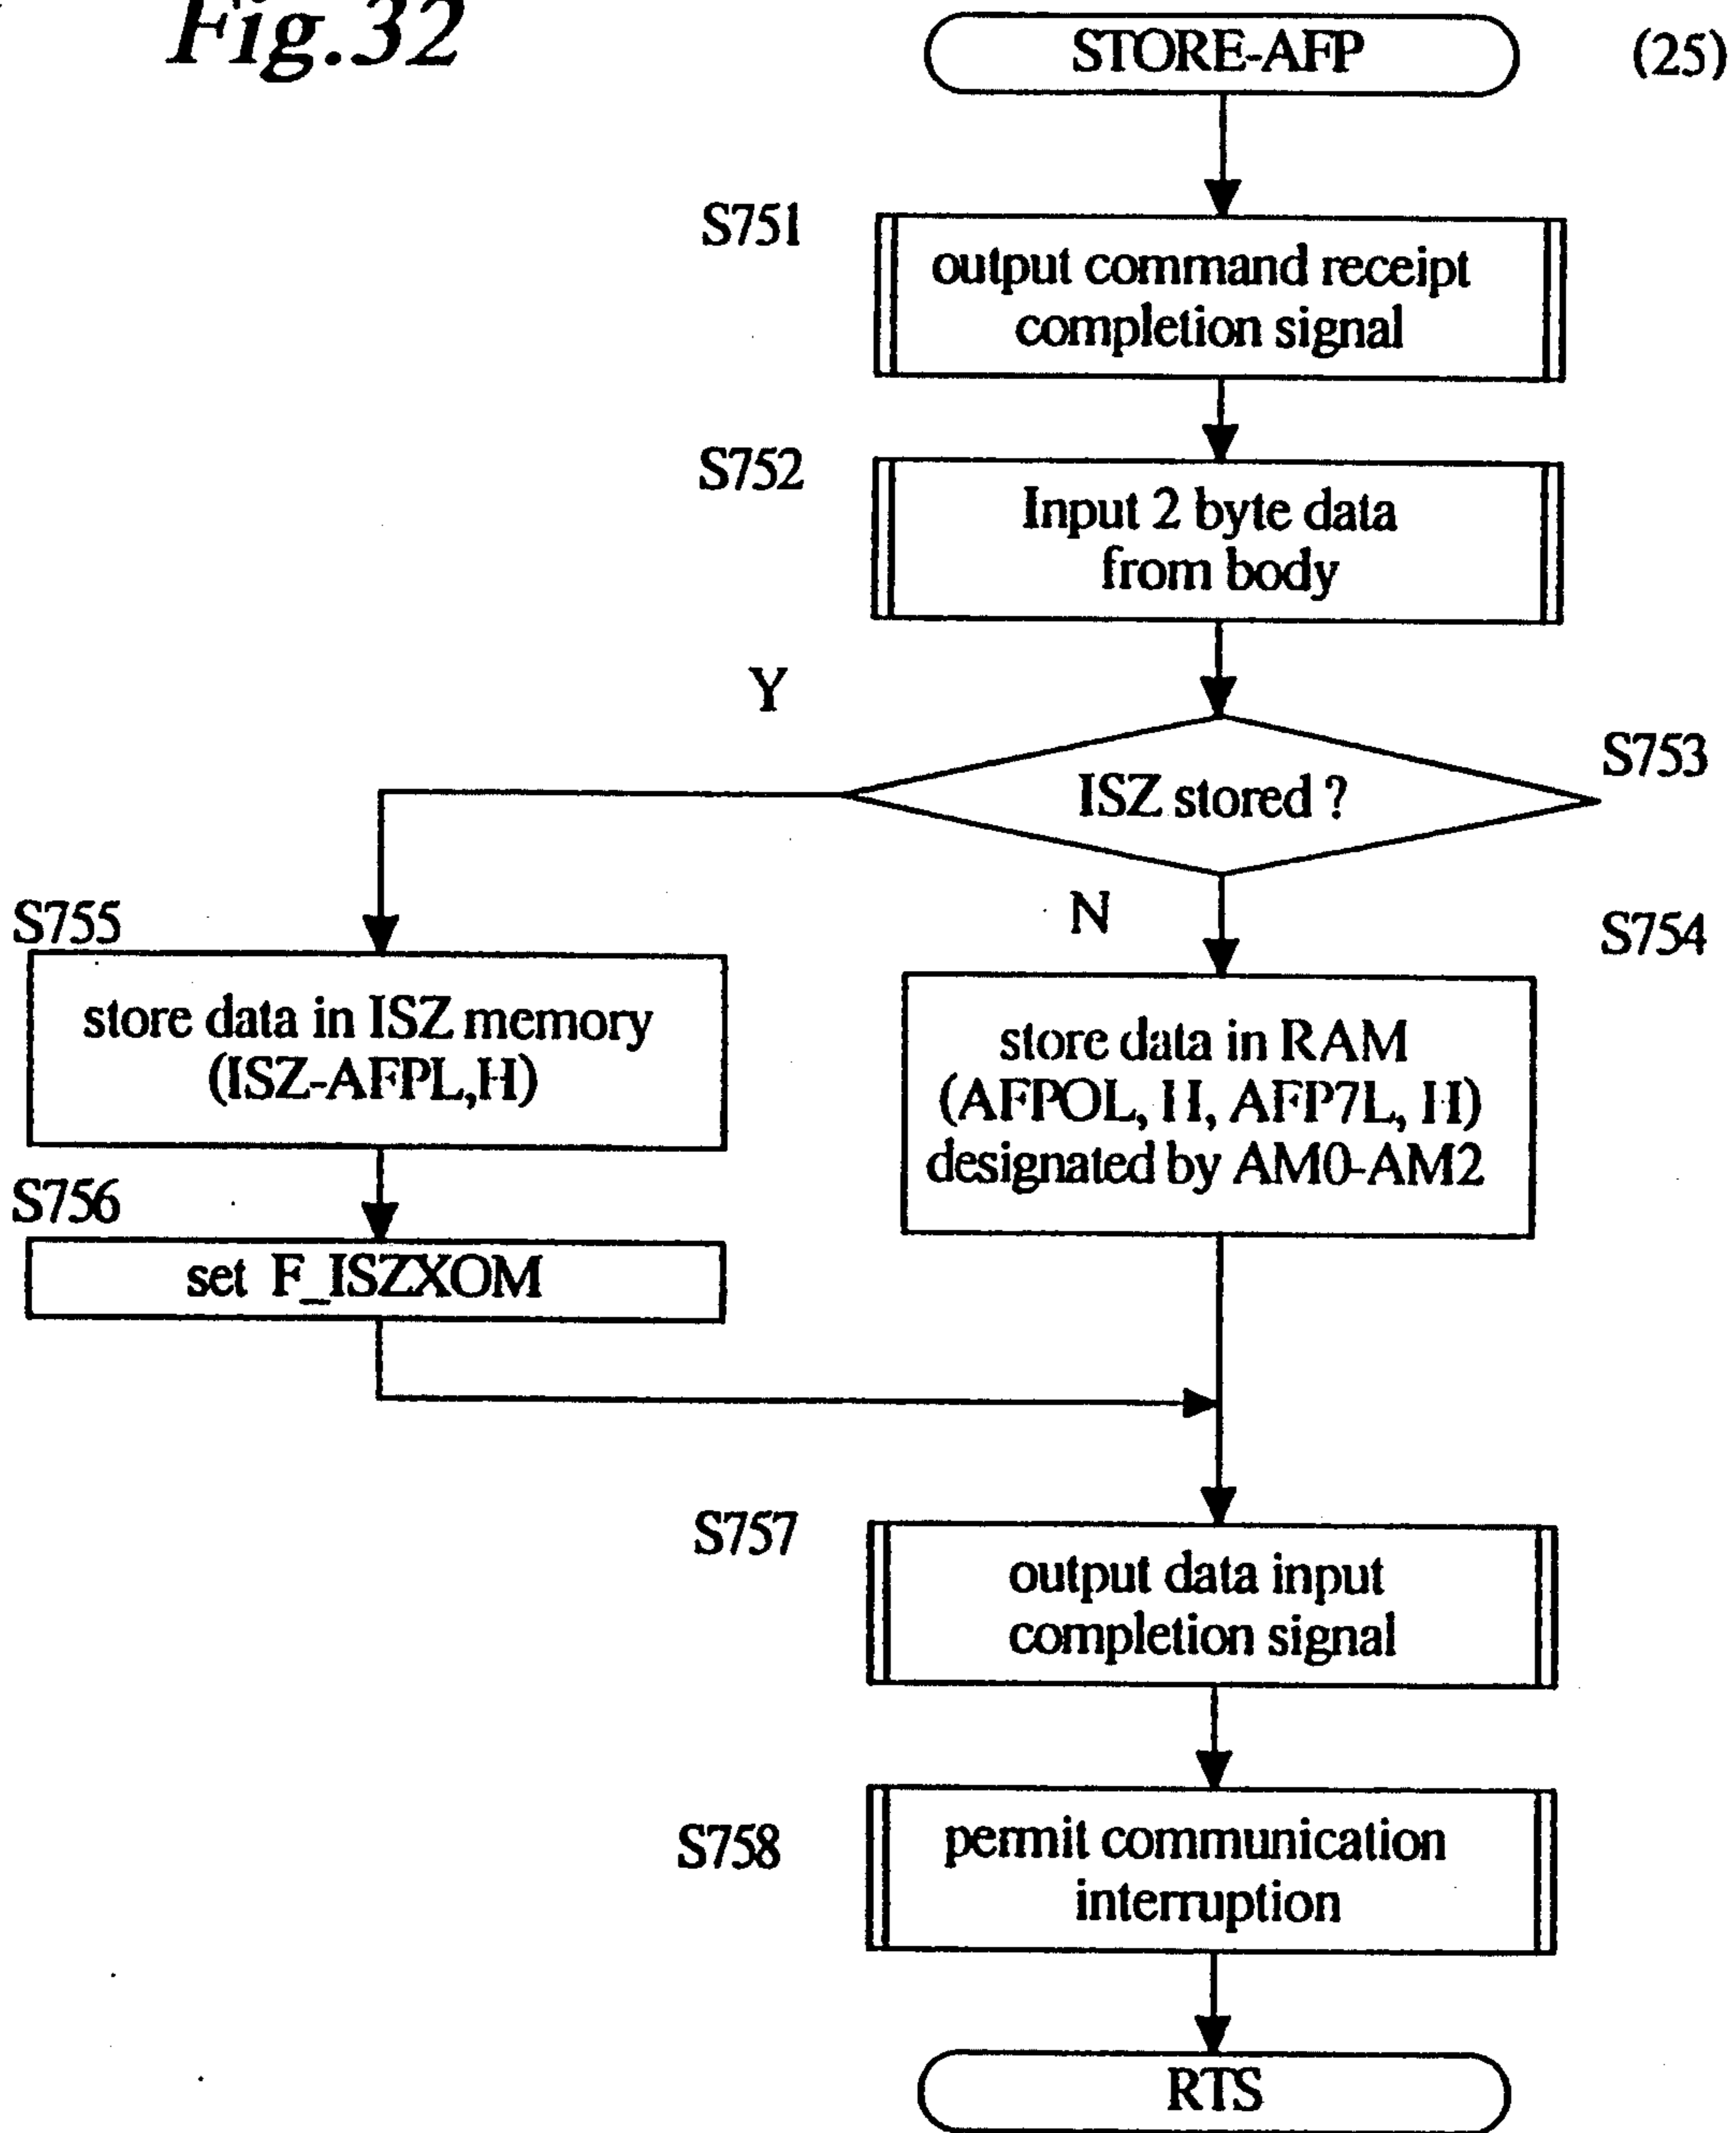 Fig.32
STORE-AFP
(25)
S751
output command receipt
completion signal
S752
Input 2 byte data
from body
Y
S753
ISZ stored ?
N
S755
store data in ISZ memory
(ISZ-AFPL,H)
S754
store data in RAM
(AFPOL, H, AFP7L, H)
designated by AM0-AM2
S756
set F_ISZXOM
S757
output data input
completion signal
S758
permit communication
interruption
RTS